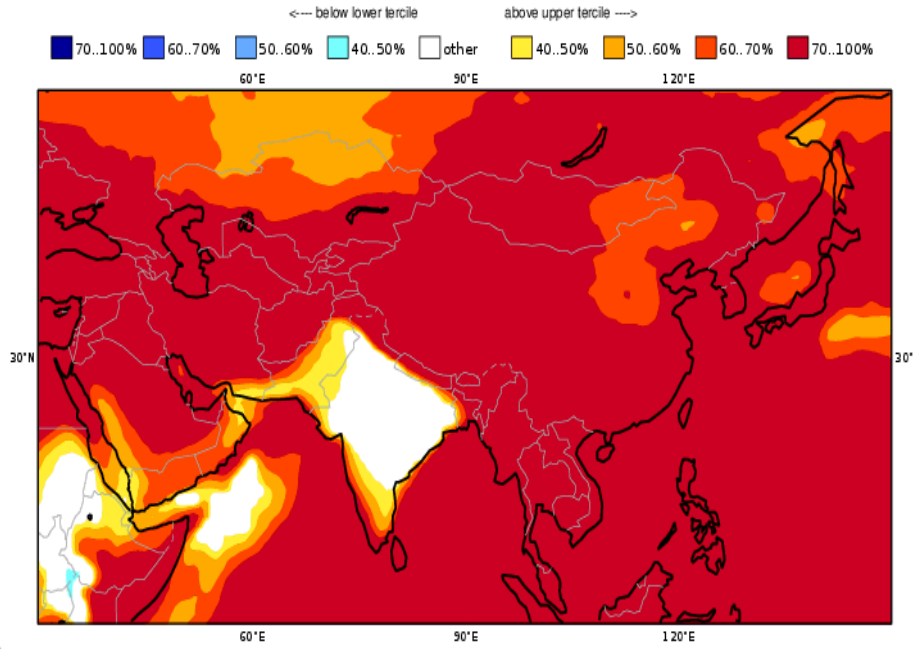 <---- below lower tercile above upper tercile ---->
70..100% 60..70% 50..60% 40..50% other 40..50% 50..60% 60..70% 70..100%
60°E 90°E 120°E
30°N 30°
60°E 90°E 120°E